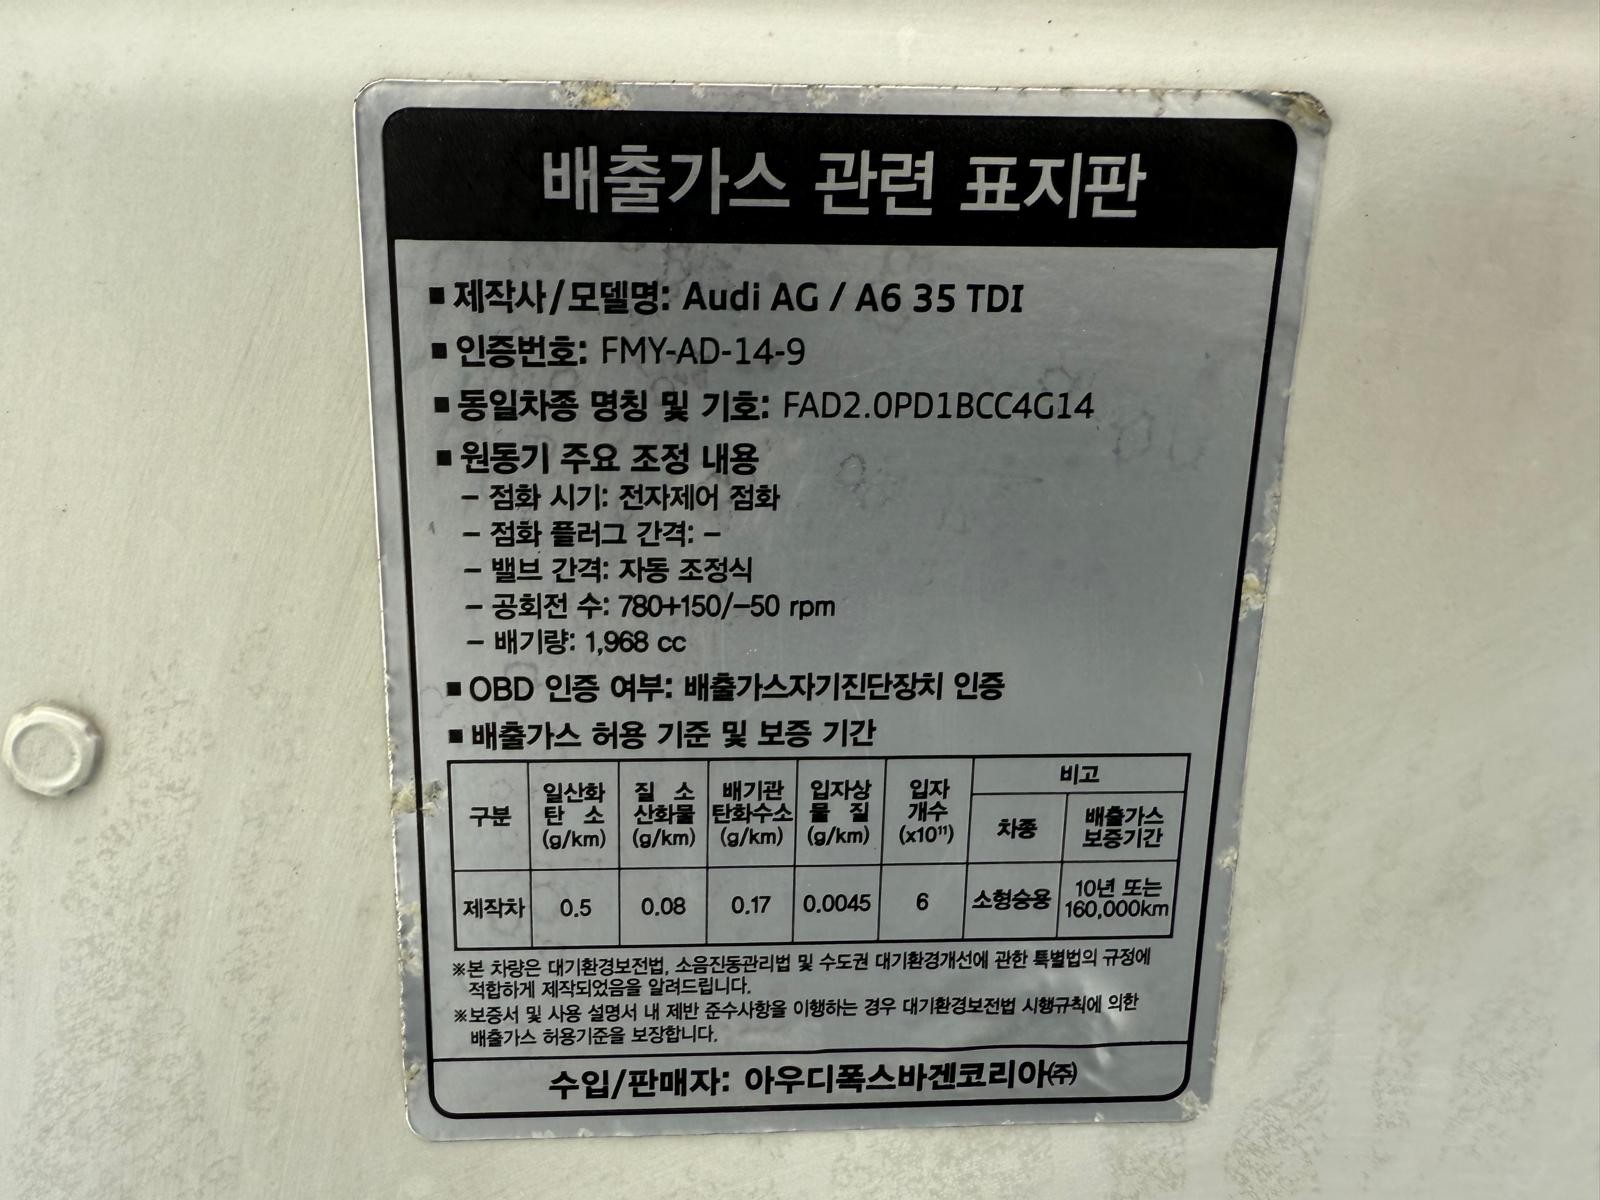 배출가스 관련 표지판
■ 제작사/모델명: Audi AG / A6 35 TDI
■ 인증번호: FMY-AD-14-9
■ 동일차종 명칭 및 기호: FAD2.0PD1BCC4G14
■ 원동기 주요 조정 내용
– 점화 시기: 전자제어 점화
– 점화 플러그 간격: –
– 밸브 간격: 자동 조정식
– 공회전 수: 780+150/–50 rpm
– 배기량: 1,968 cc
■ OBD 인증 여부: 배출가스자기진단장치 인증
■ 배출가스 허용 기준 및 보증 기간
구분 일산화탄소 (g/km) 질소산화물 (g/km) 배기관탄화수소 (g/km) 입자상물질 (g/km) 입자개수 (x10¹¹) 비고
차종 배출가스보증기간
제작차 0.5 0.08 0.17 0.0045 6 소형승용 10년 또는 160,000km
※본 차량은 대기환경보전법, 소음진동관리법 및 수도권 대기환경개선에 관한 특별법의 규정에
적합하게 제작되었음을 알려드립니다.
※보증서 및 사용 설명서 내 제반 준수사항을 이행하는 경우 대기환경보전법 시행규칙에 의한
배출가스 허용기준을 보장합니다.
수입/판매자: 아우디폭스바겐코리아㈜